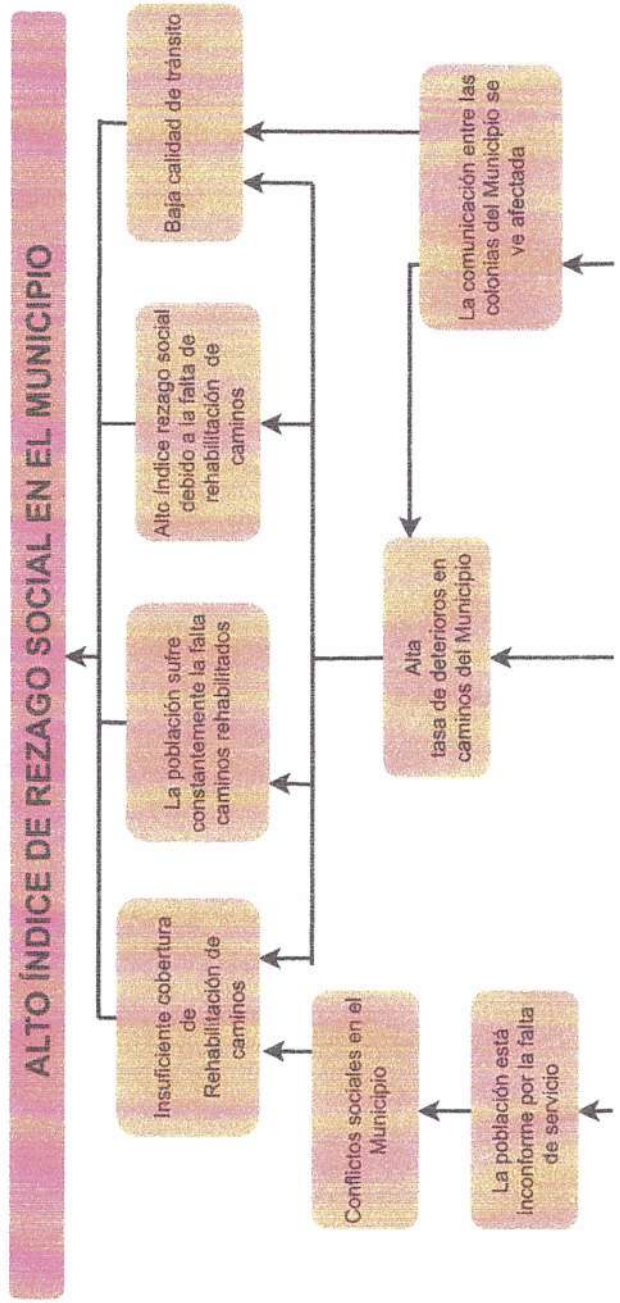 ALTO ÍNDICE DE REZAGO SOCIAL EN EL MUNICIPIO
Insuficiente cobertura
de
Rehabilitación de
caminos
La población sufre
constantemente la falta
caminos rehabilitados
Alto índice rezago social
debido a la falta de
rehabilitación de
caminos
Baja calidad de tránsito
Conflictos sociales en el
Municipio
Alta
tasa de deterioros en
caminos del Municipio
La comunicación entre las
colonias del Municipio se
ve afectada
La población está
Inconforme por la falta
de servicio